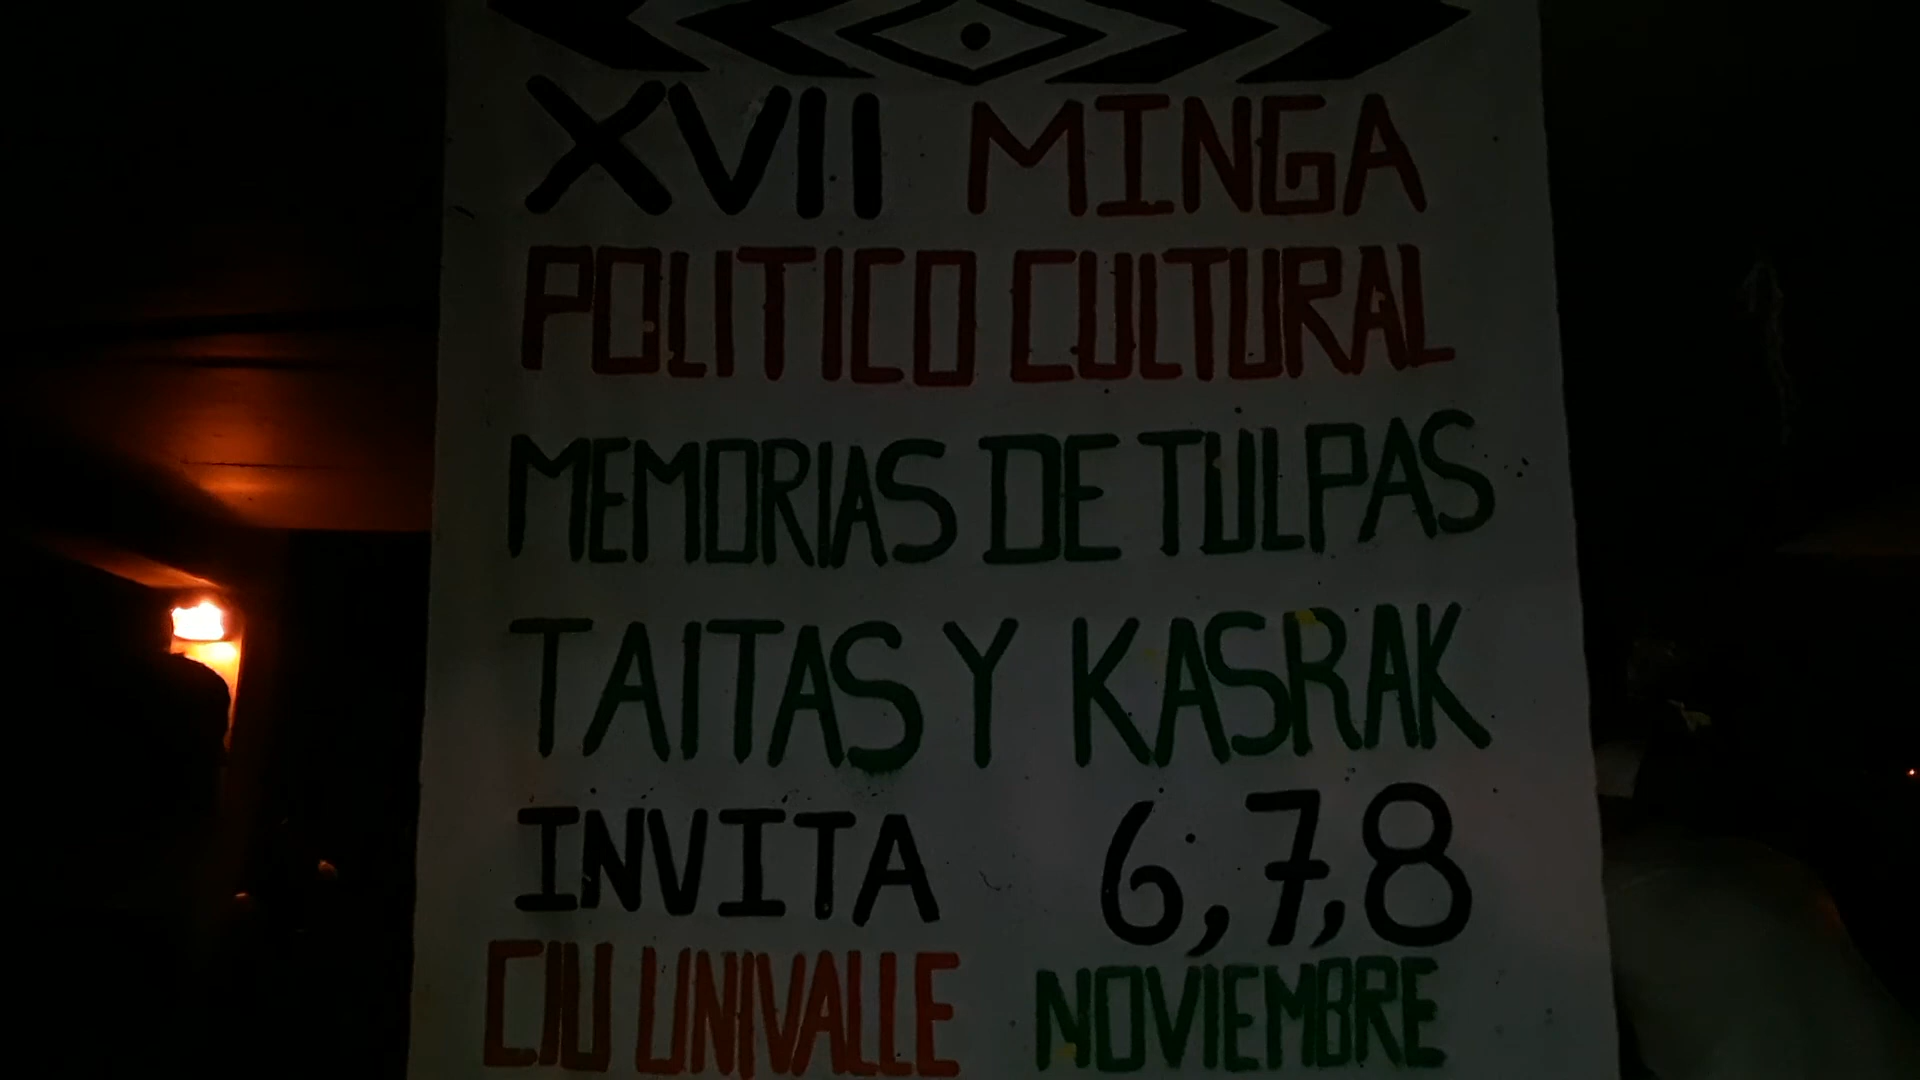 XVII MINGA
POLITICO CULTURAL
MEMORIAS DE TULPAS
TAITAS Y KASRAK
INVITA 6,7,8
CIU UNIVALLE NOVIEMBRE